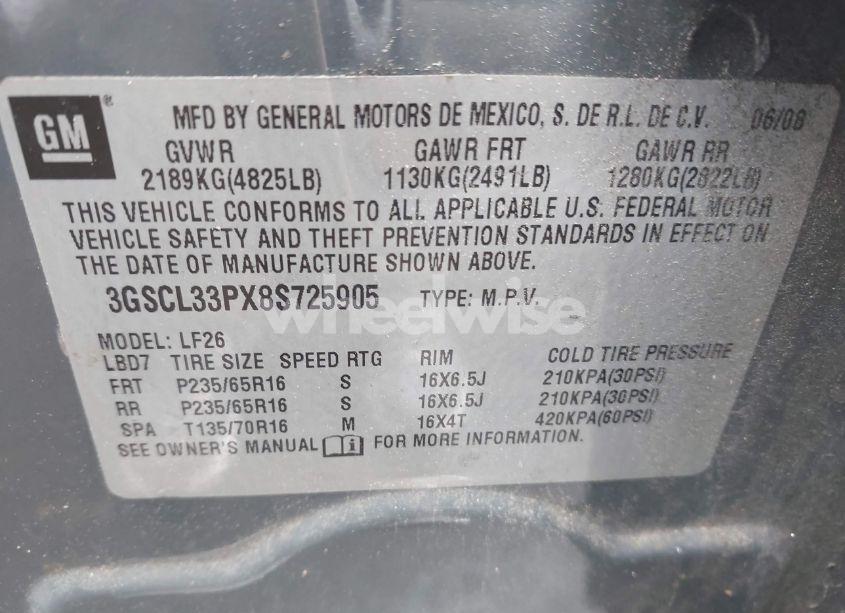 GM ®
MFD BY GENERAL MOTORS DE MEXICO, S. DE R.L. DE C.V. 06/08
GVWR GAWR FRT GAWR RR
2189KG(4825LB) 1130KG(2491LB) 1280KG(2822LB)
THIS VEHICLE CONFORMS TO ALL APPLICABLE U.S. FEDERAL MOTOR
VEHICLE SAFETY AND THEFT PREVENTION STANDARDS IN EFFECT ON
THE DATE OF MANUFACTURE SHOWN ABOVE.
3GSCL33PX8S725905 TYPE: M.P.V.
wheelwise
MODEL: LF26
LBD7 TIRE SIZE SPEED RTG RIM COLD TIRE PRESSURE
FRT P235/65R16 S 16X6.5J 210KPA(30PSI)
RR P235/65R16 S 16X6.5J 210KPA(30PSI)
SPA T135/70R16 M 16X4T 420KPA(60PSI)
SEE OWNER'S MANUAL i FOR MORE INFORMATION.